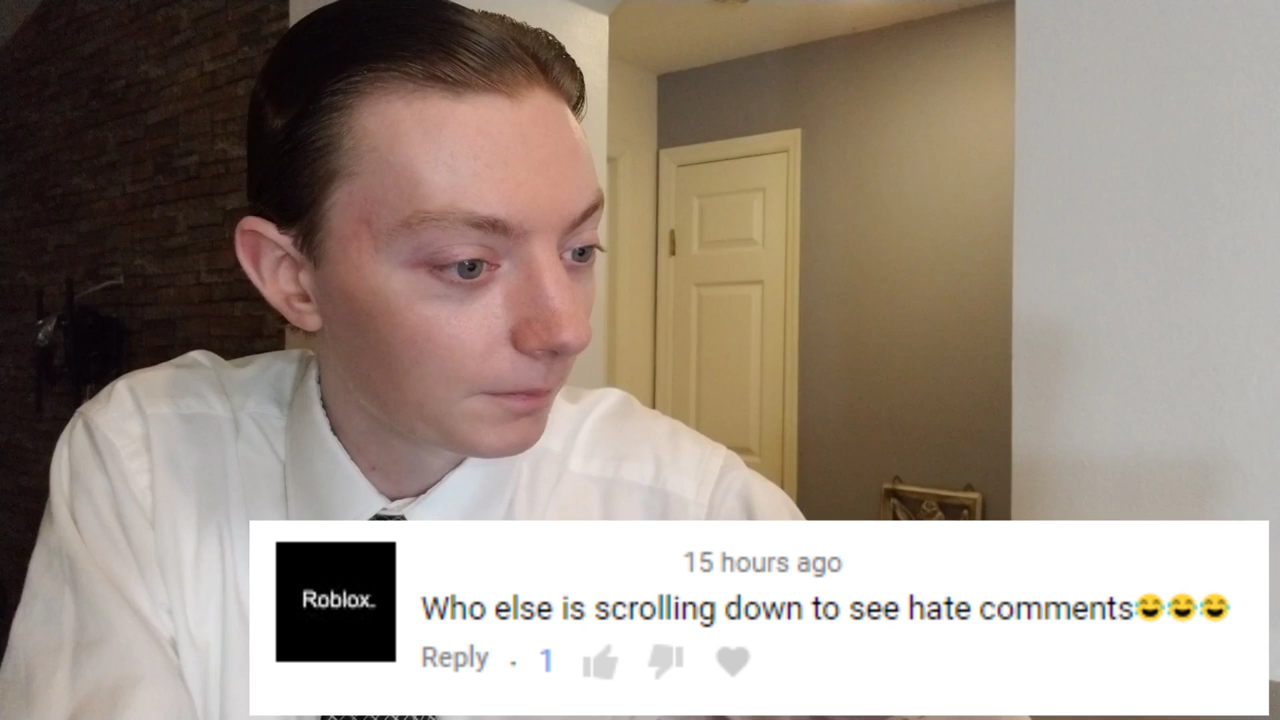 15 hours ago
Roblox.
Who else is scrolling down to see hate comments😂😂😂
Reply . 1